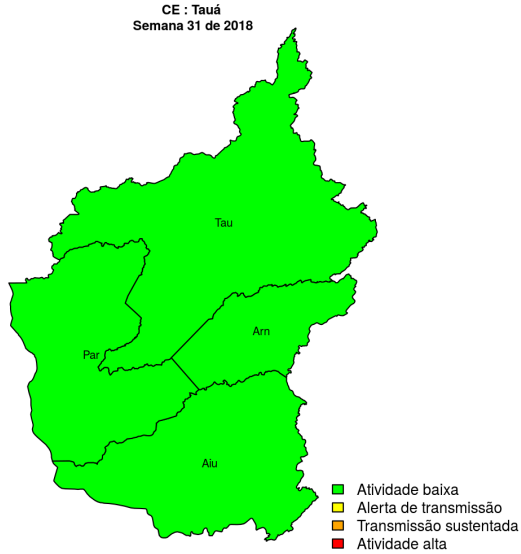 CE : Tauá
Semana 31 de 2018
Tau
Arn
Par
Aiu
Atividade baixa
Alerta de transmissão
Transmissão sustentada
Atividade alta